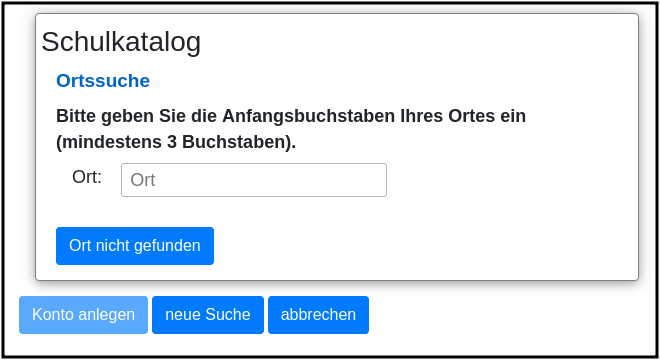 Schulkatalog
Ortssuche
Bitte geben Sie die Anfangsbuchstaben Ihres Ortes ein
(mindestens 3 Buchstaben).
Ort: Ort
Ort nicht gefunden
Konto anlegen neue Suche abbrechen